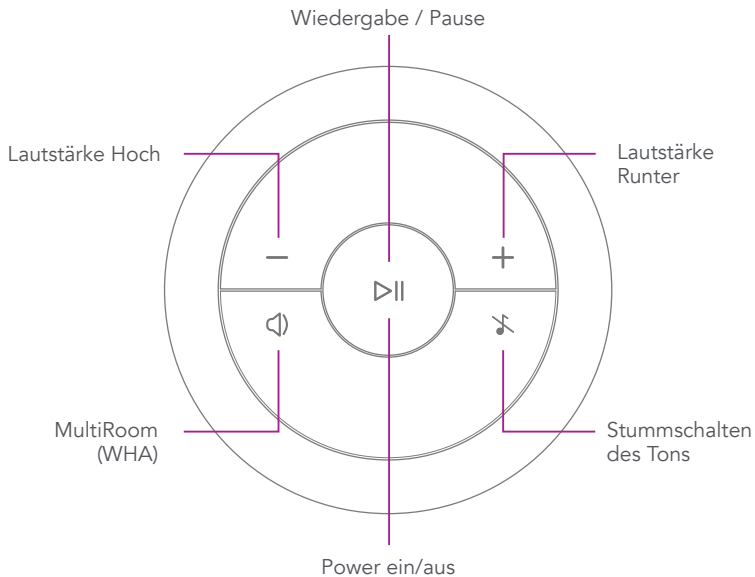 Wiedergabe / Pause
Lautstärke Hoch
Lautstärke
Runter
MultiRoom
(WHA)
Stummschalten
des Tons
Power ein/aus